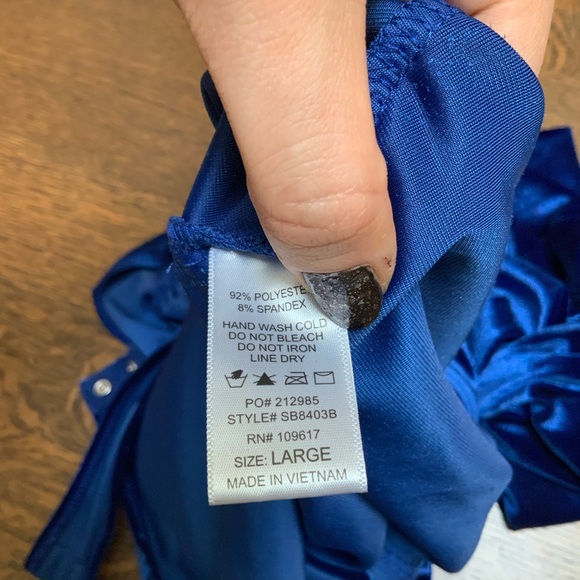 92% POLYESTE
8% SPANDEX
HAND WASH COLD
DO NOT BLEACH
DO NOT IRON
LINE DRY
PO# 212985
STYLE# SB8403B
RN# 109617
SIZE: LARGE
MADE IN VIETNAM